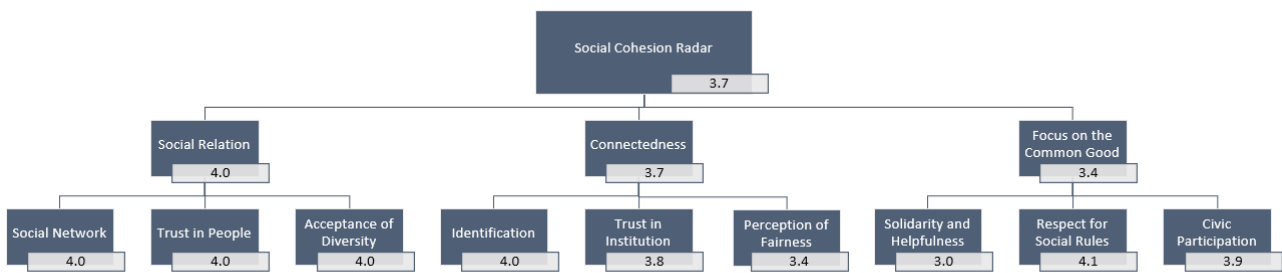 Social Cohesion Radar
3.7
Social Relation
4.0
Connectedness
3.7
Focus on the
Common Good
3.4
Social Network
4.0
Trust in People
4.0
Acceptance of
Diversity
4.0
Identification
4.0
Trust in
Institution
3.8
Perception of
Fairness
3.4
Solidarity and
Helpfulness
3.0
Respect for
Social Rules
4.1
Civic
Participation
3.9